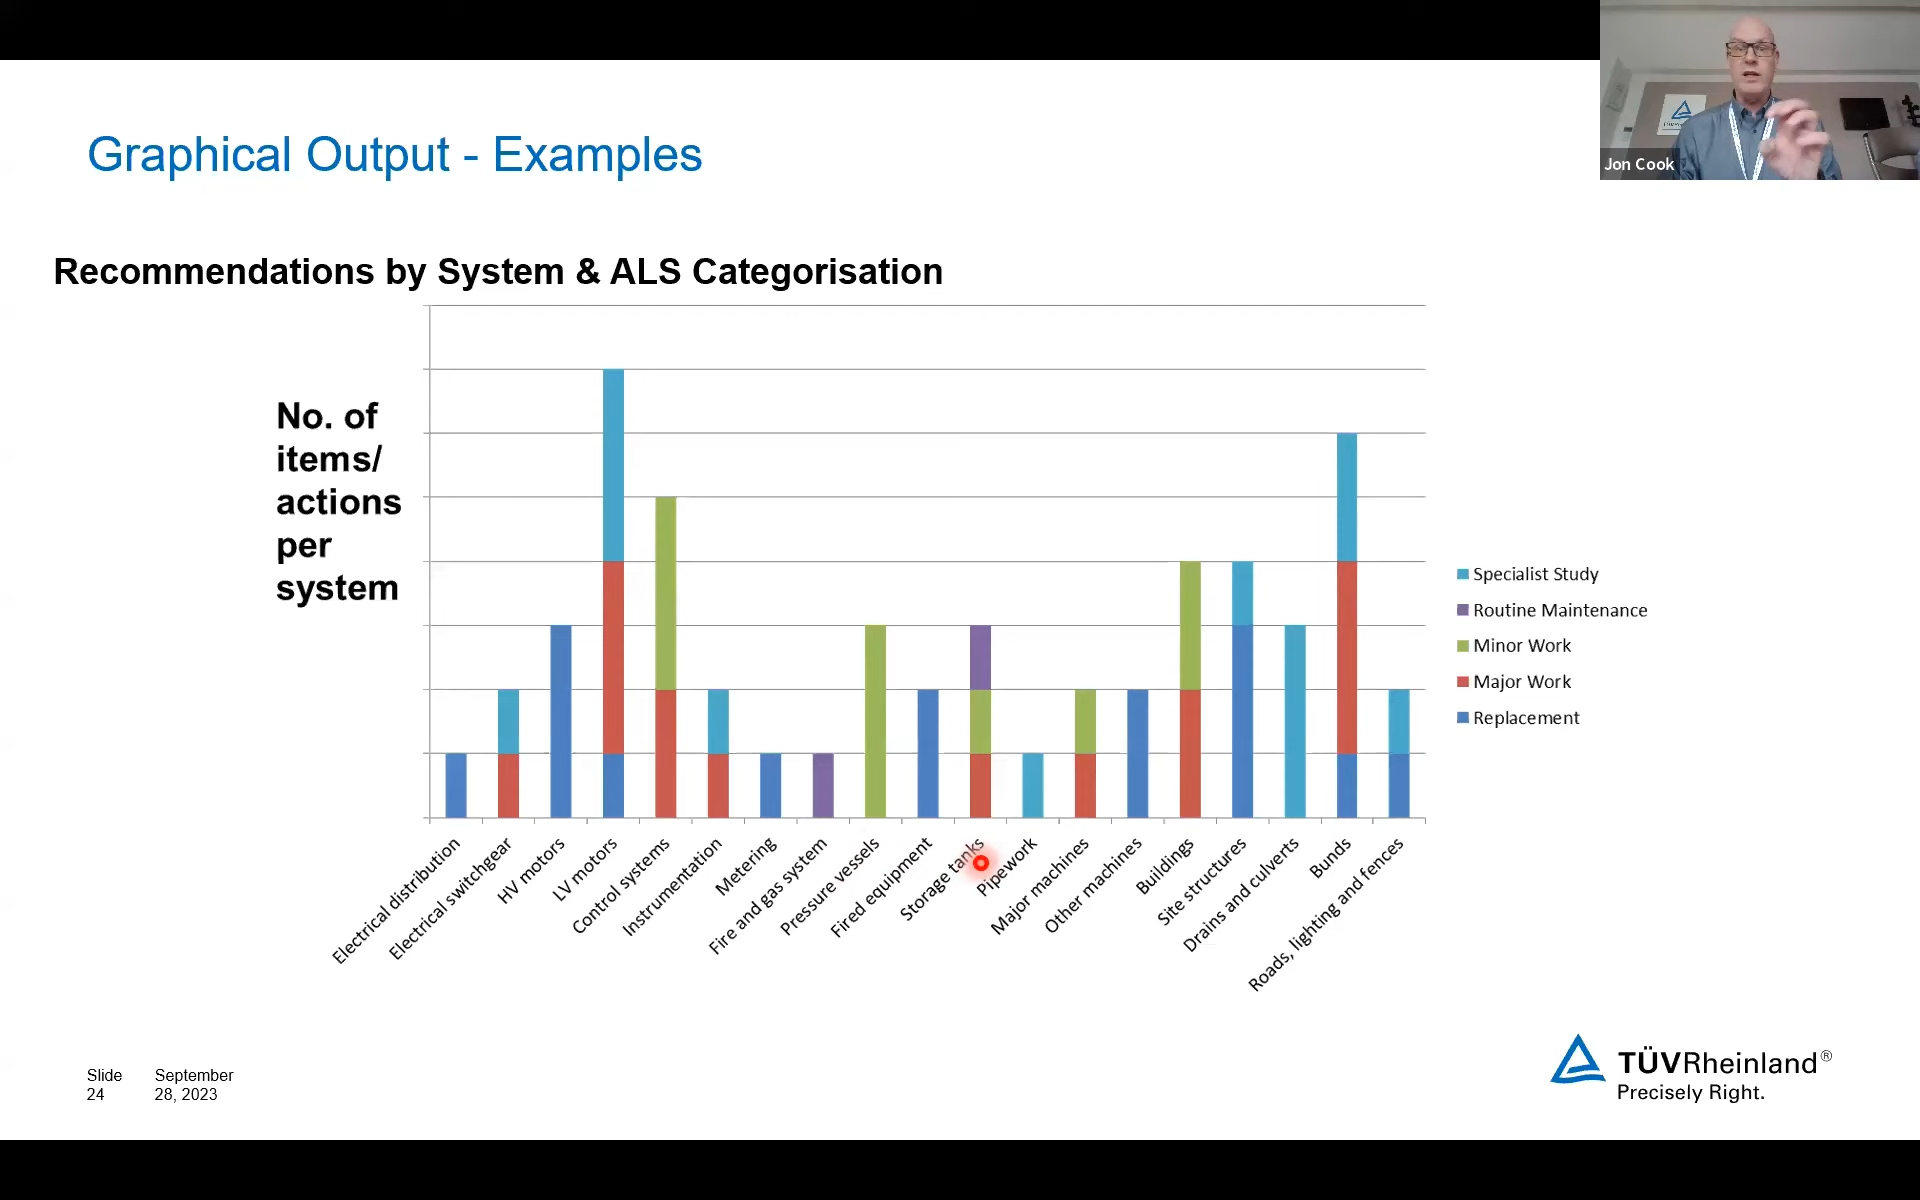 Graphical Output - Examples
Jon Cook
Recommendations by System & ALS Categorisation
No. of
items/
actions
per
system
Specialist Study
Routine Maintenance
Minor Work
Major Work
Replacement
Electrical distribution
Electrical switchgear
HV motors
LV motors
Control systems
Instrumentation
Metering
Fire and gas system
Pressure vessels
Fired equipment
Storage tanks
Pipework
Major machines
Other machines
Buildings
Site structures
Drains and culverts
Bunds
Roads, lighting and fences
Slide
24
September
28, 2023
TÜVRheinland®
Precisely Right.